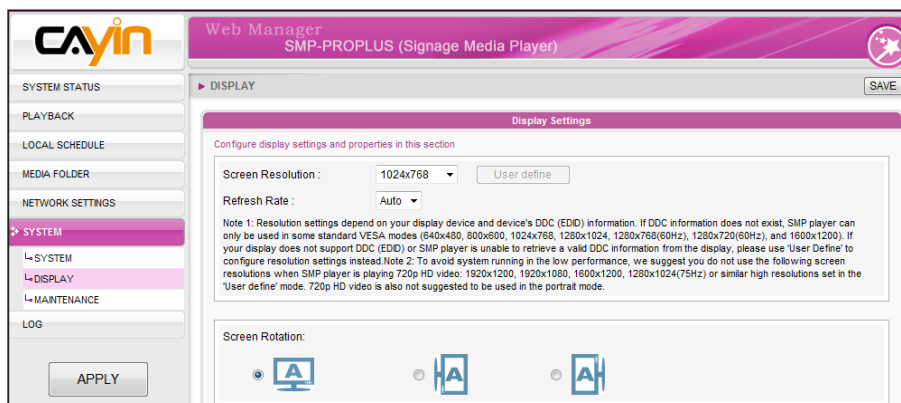 CAYIN
Web Manager
SMP-PROPLUS (Signage Media Player)
SYSTEM STATUS
PLAYBACK
LOCAL SCHEDULE
MEDIA FOLDER
NETWORK SETTINGS
SYSTEM
SYSTEM
DISPLAY
MAINTENANCE
LOG
APPLY
DISPLAY
SAVE
Display Settings
Configure display settings and properties in this section
Screen Resolution : 1024x768 User define
Refresh Rate : Auto
Note 1: Resolution settings depend on your display device and device's DDC (EDID) information. If DDC information does not exist, SMP player can
only be used in some standard VESA modes (640x480, 800x600, 1024x768, 1280x1024, 1280x768(60Hz), 1280x720(60Hz), and 1600x1200). If
your display does not support DDC (EDID) or SMP player is unable to retrieve a valid DDC information from the display, please use 'User Define' to
configure resolution settings instead.Note 2: To avoid system running in the low performance, we suggest you do not use the following screen
resolutions when SMP player is playing 720p HD video: 1920x1200, 1920x1080, 1600x1200, 1280x1024(75Hz) or similar high resolutions set in the
'User define' mode. 720p HD video is also not suggested to be used in the portrait mode.
Screen Rotation:
A A A